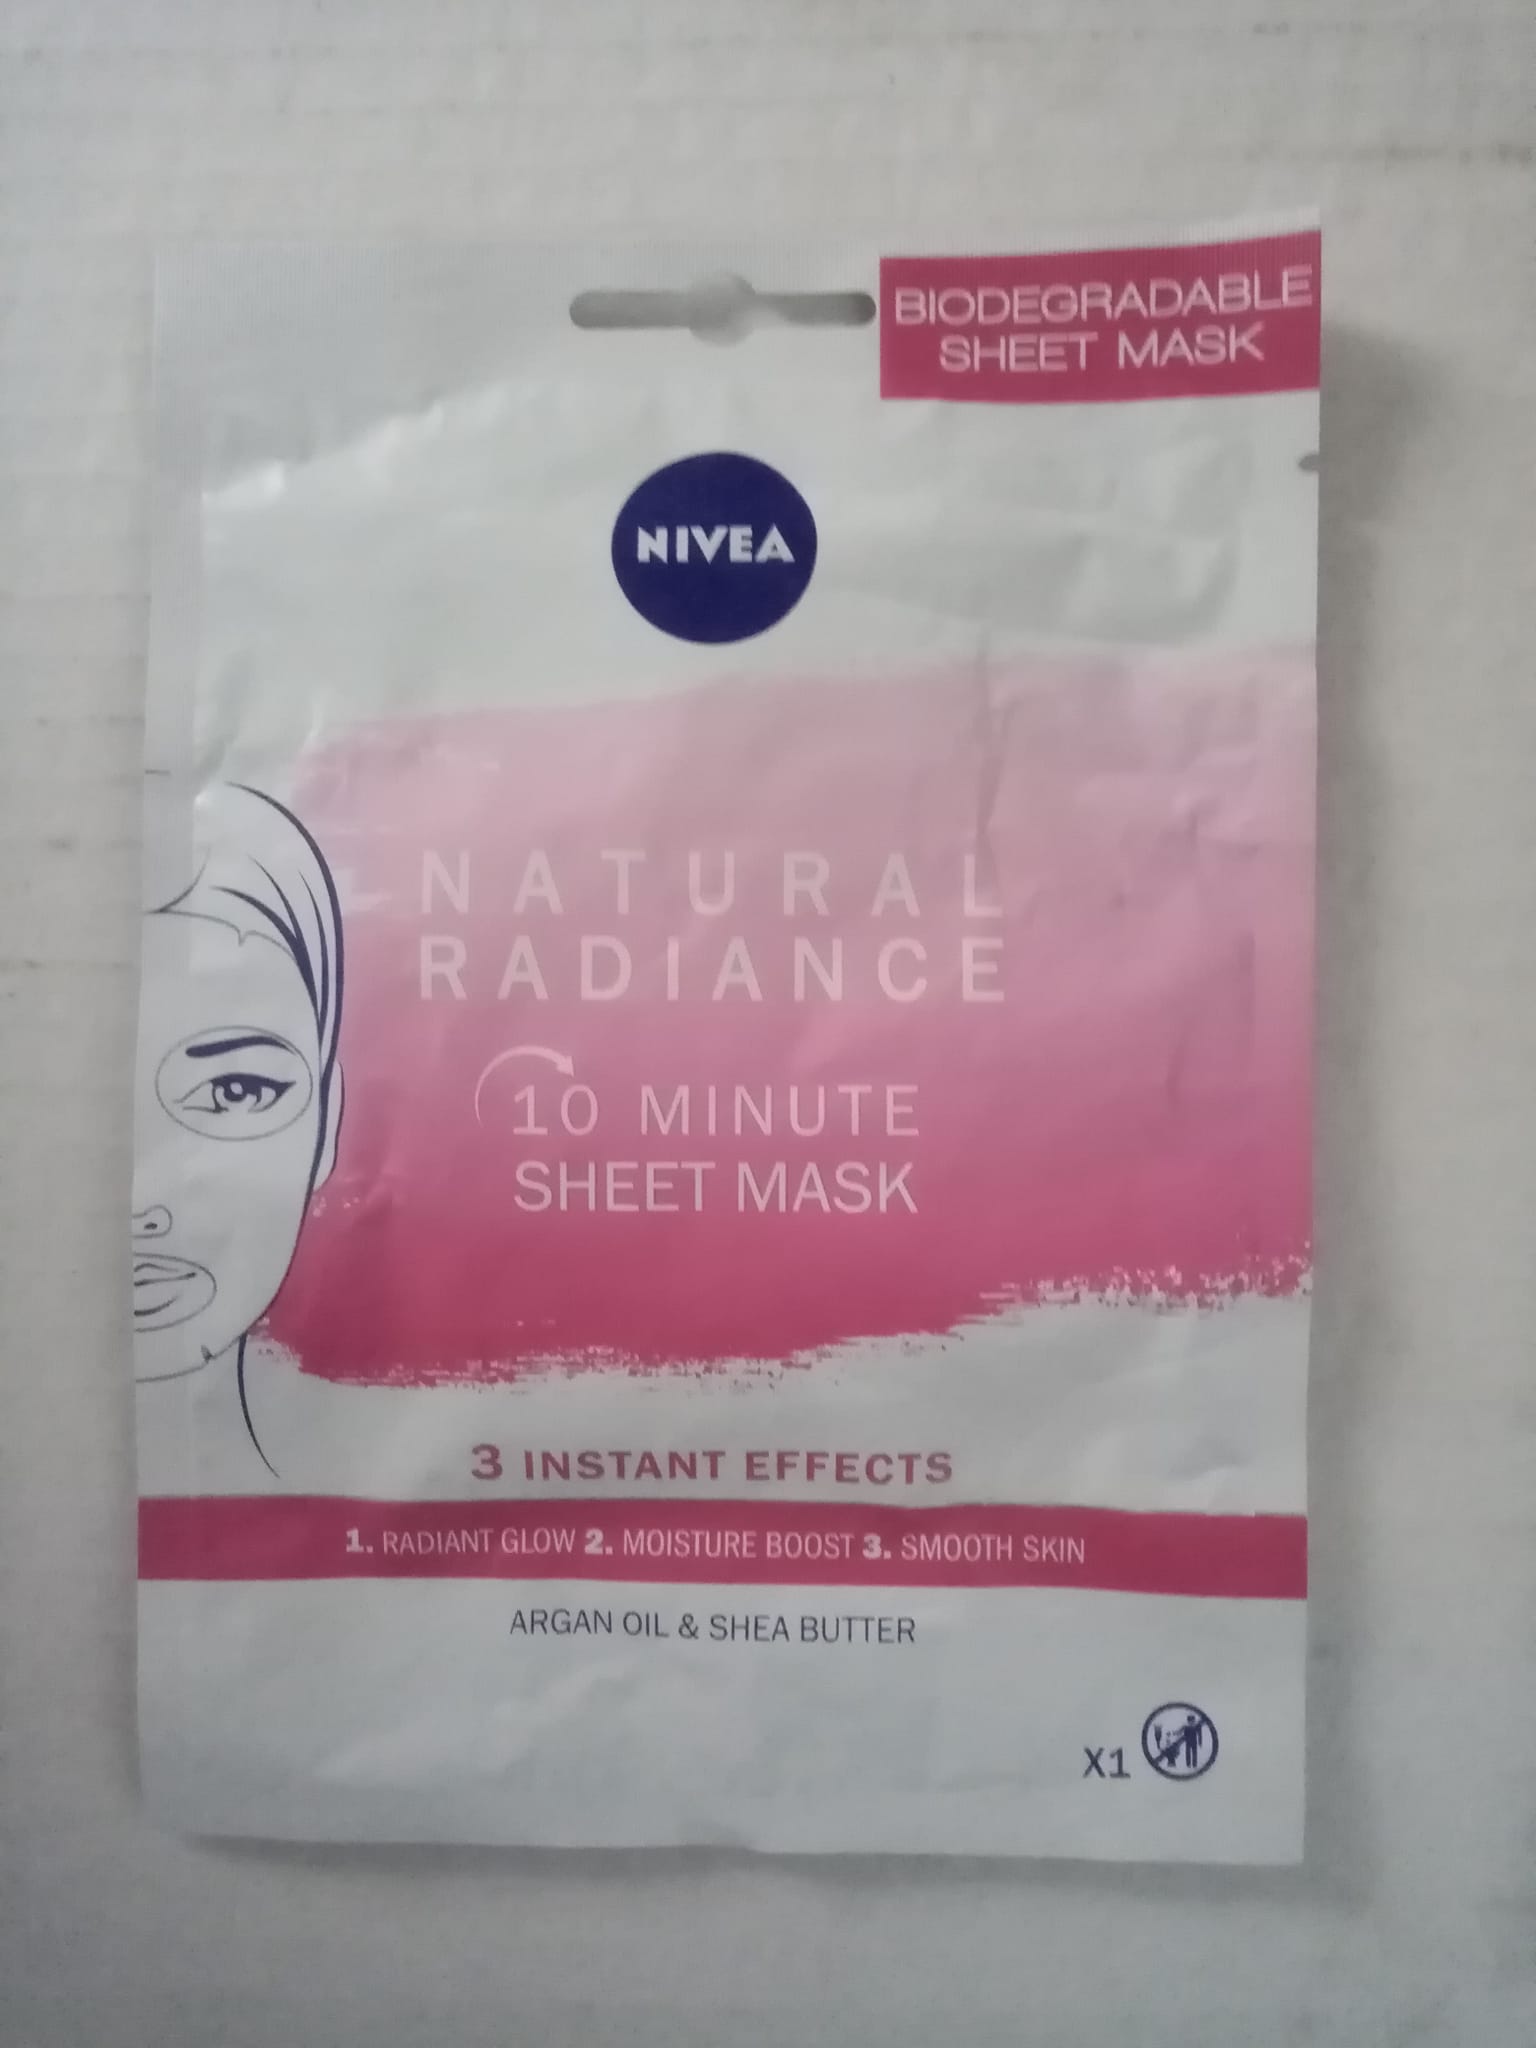 BIODEGRADABLE
SHEET MASK
NIVEA
NATURAL
RADIANCE
10 MINUTE
SHEET MASK
3 INSTANT EFFECTS
1. RADIANT GLOW 2. MOISTURE BOOST 3. SMOOTH SKIN
ARGAN OIL & SHEA BUTTER
X1